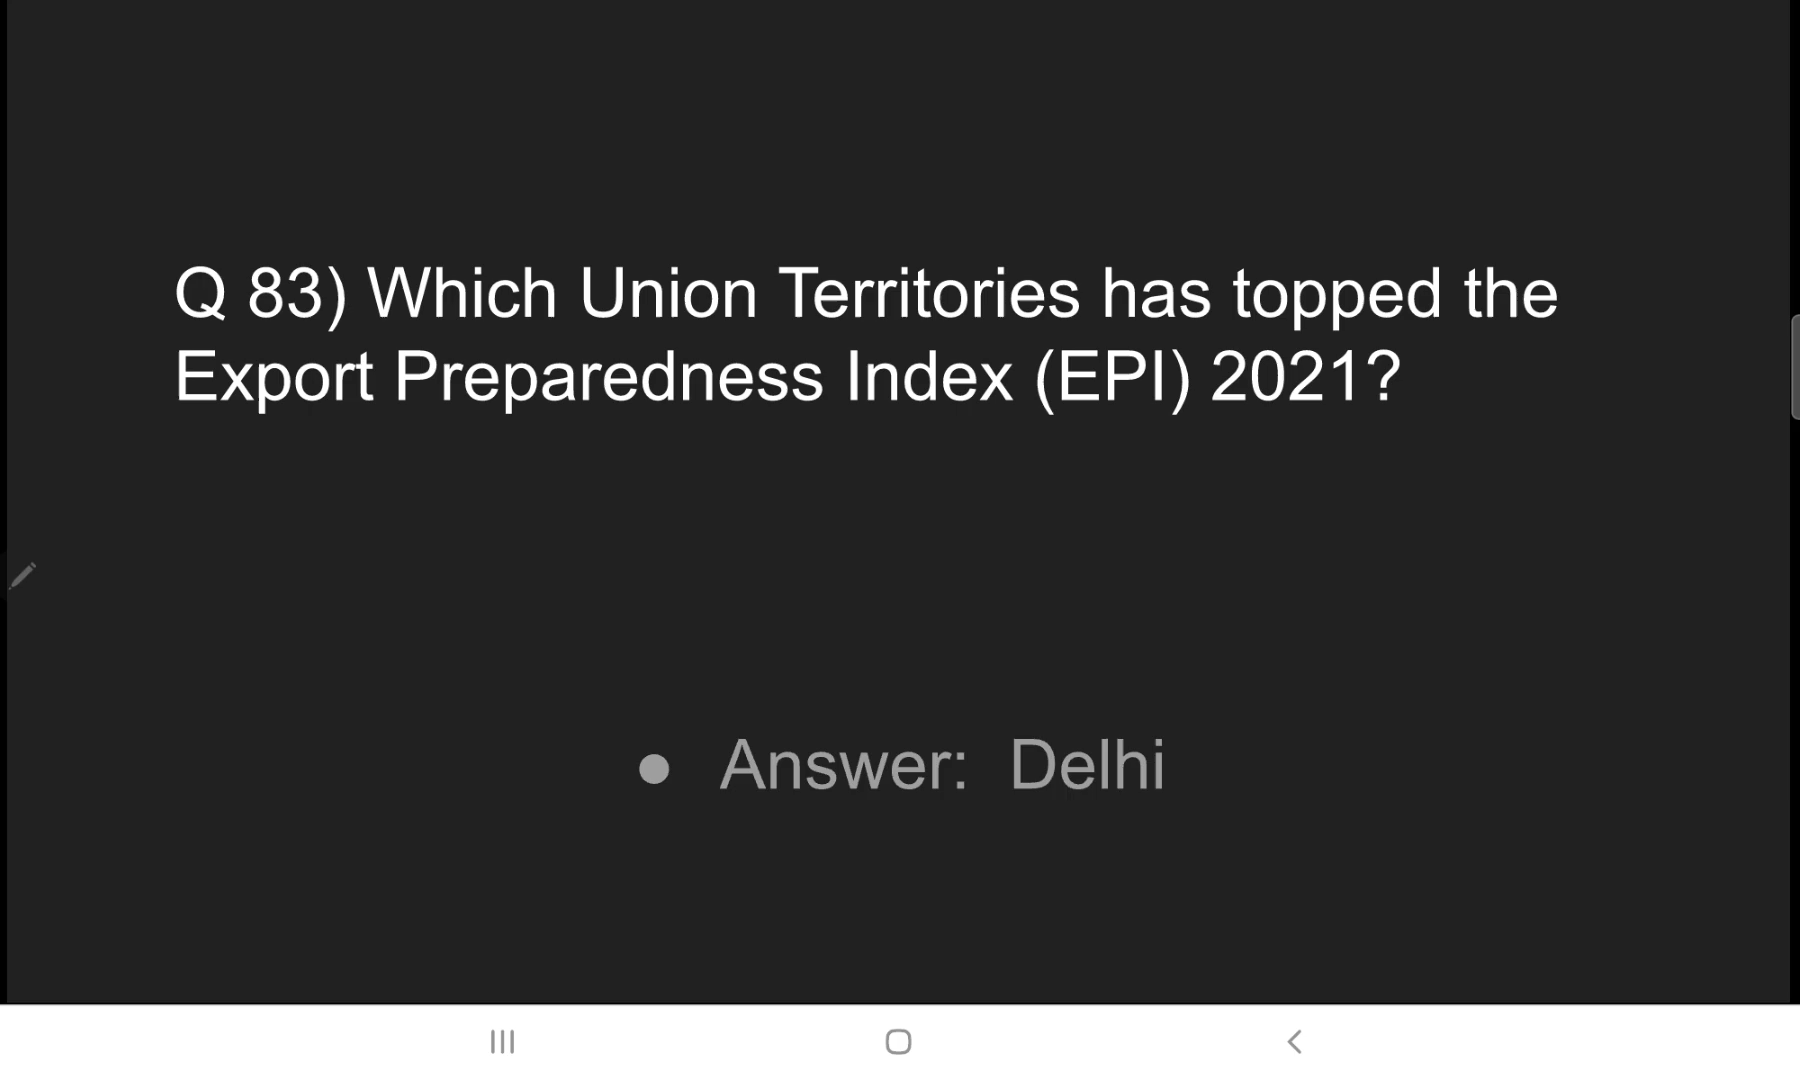 Q 83) Which Union Territories has topped the
Export Preparedness Index (EPI) 2021?
● Answer: Delhi